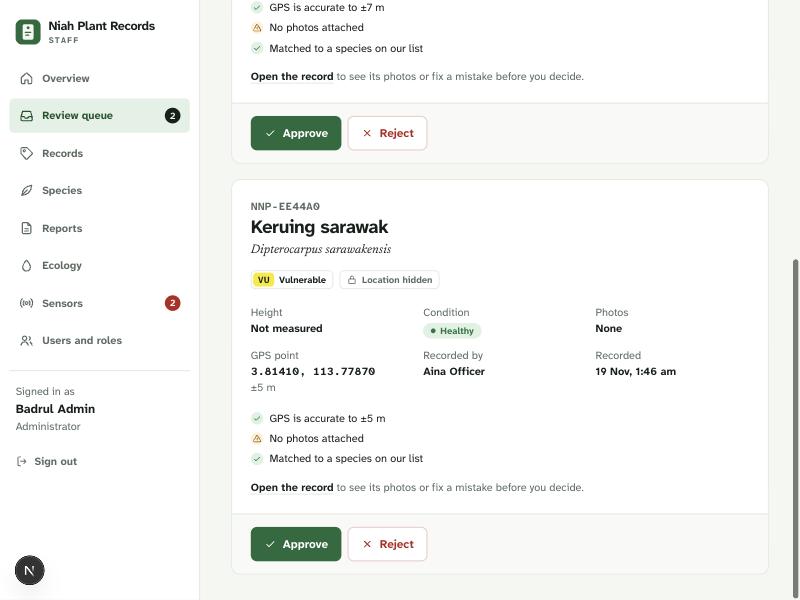 Niah Plant Records
STAFF
Overview
Review queue 2
Records
Species
Reports
Ecology
Sensors 2
Users and roles
Signed in as
Badrul Admin
Administrator
Sign out
N
GPS is accurate to ±7 m
No photos attached
Matched to a species on our list
Open the record to see its photos or fix a mistake before you decide.
Approve Reject
NNP-EE44A0
Keruing sarawak
Dipterocarpus sarawakensis
VU Vulnerable Location hidden
Height Condition Photos
Not measured Healthy None
GPS point Recorded by Recorded
3.81410, 113.77870 Aina Officer 19 Nov, 1:46 am
±5 m
GPS is accurate to ±5 m
No photos attached
Matched to a species on our list
Open the record to see its photos or fix a mistake before you decide.
Approve Reject